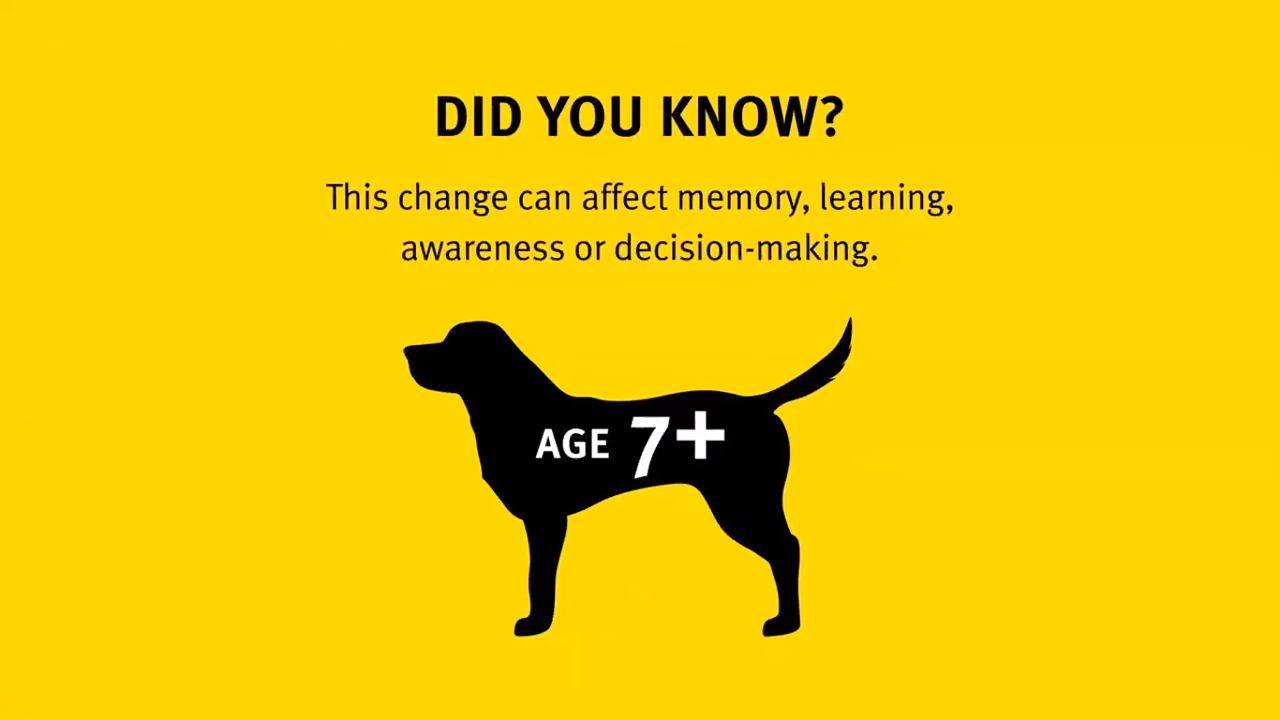 DID YOU KNOW?
This change can affect memory, learning,
awareness or decision-making.
AGE 7+